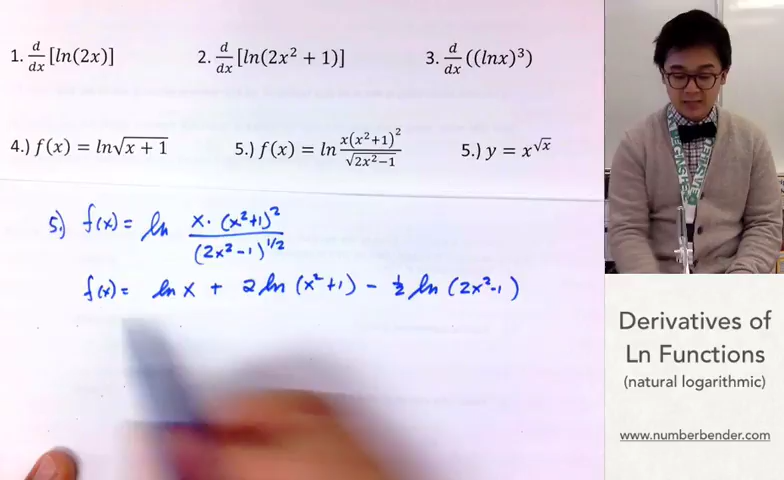 1. d/dx [ln(2x)] 2. d/dx [ln(2x² + 1)] 3. d/dx ((lnx)³)
4.) f(x) = ln√(x + 1) 5.) f(x) = ln x(x²+1)²/√(2x²−1) 5.) y = x^√x
5.) f(x) = ln x· (x²+1)²/(2x²−1)^1/2
f(x) = ln x + 2 ln (x²+1) − ½ ln (2x²-1)
Derivatives of
Ln Functions
(natural logarithmic)
www.numberbender.com